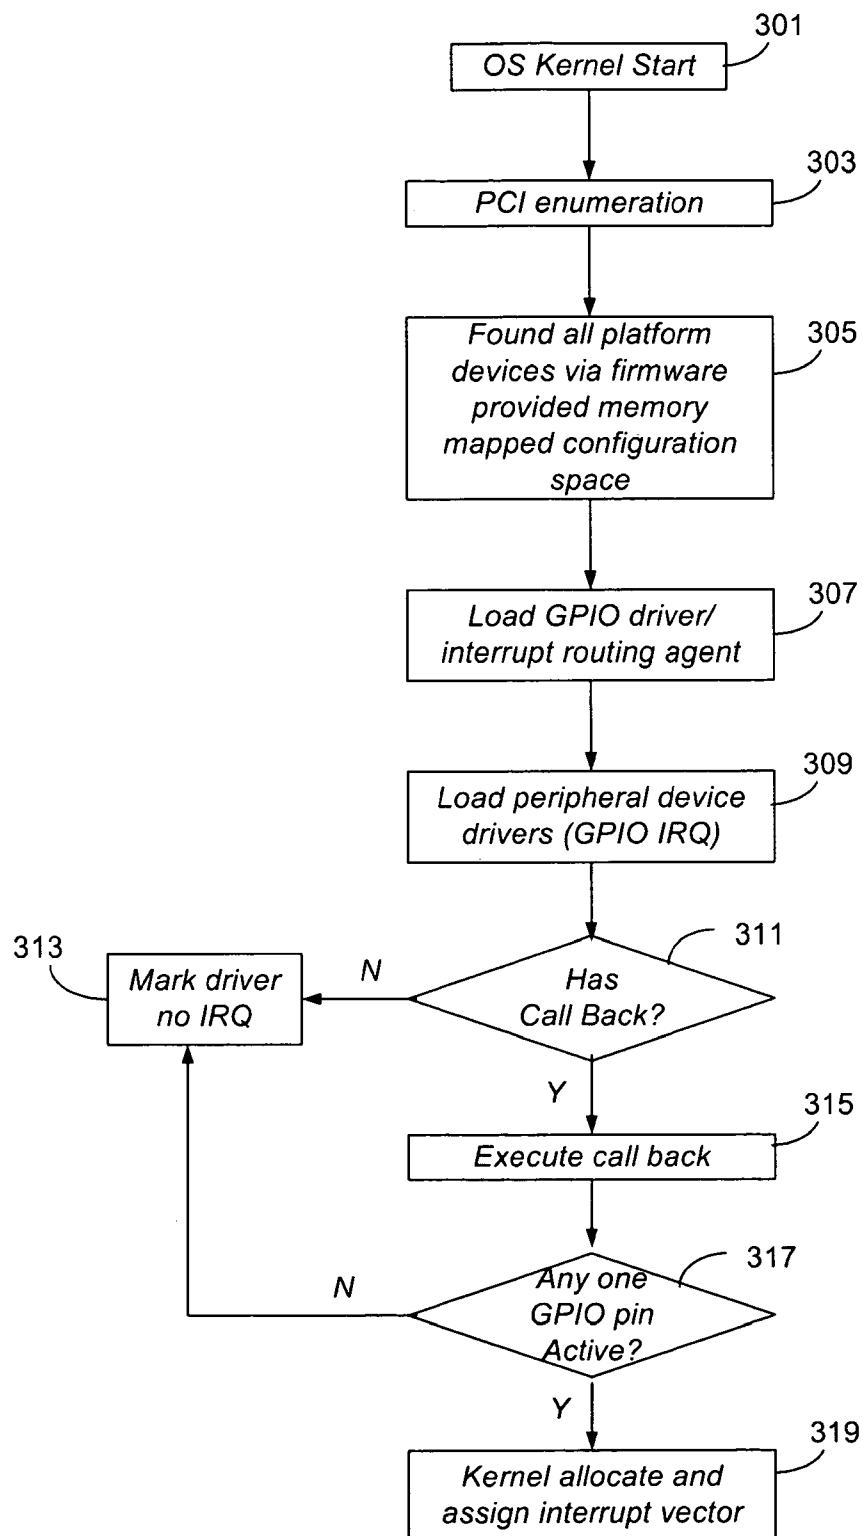 301
OS Kernel Start
303
PCI enumeration
305
Found all platform
devices via firmware
provided memory
mapped configuration
space
307
Load GPIO driver/
interrupt routing agent
309
Load peripheral device
drivers (GPIO IRQ)
311
313
Mark driver
no IRQ
N
Has
Call Back?
Y
315
Execute call back
317
N
Any one
GPIO pin
Active?
Y
319
Kernel allocate and
assign interrupt vector